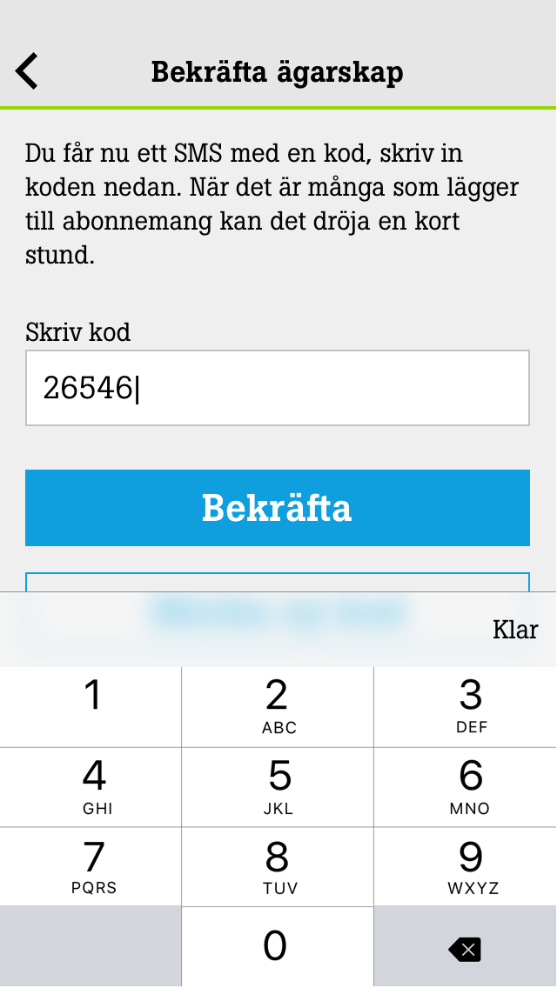 Bekräfta ägarskap
Du får nu ett SMS med en kod, skriv in
koden nedan. När det är många som lägger
till abonnemang kan det dröja en kort
stund.
Skriv kod
26546
Bekräfta
Klar
1
2
3
ABC
DEF
4
5
6
GHI
JKL
MNO
7
8
9
PQRS
TUV
WXYZ
0